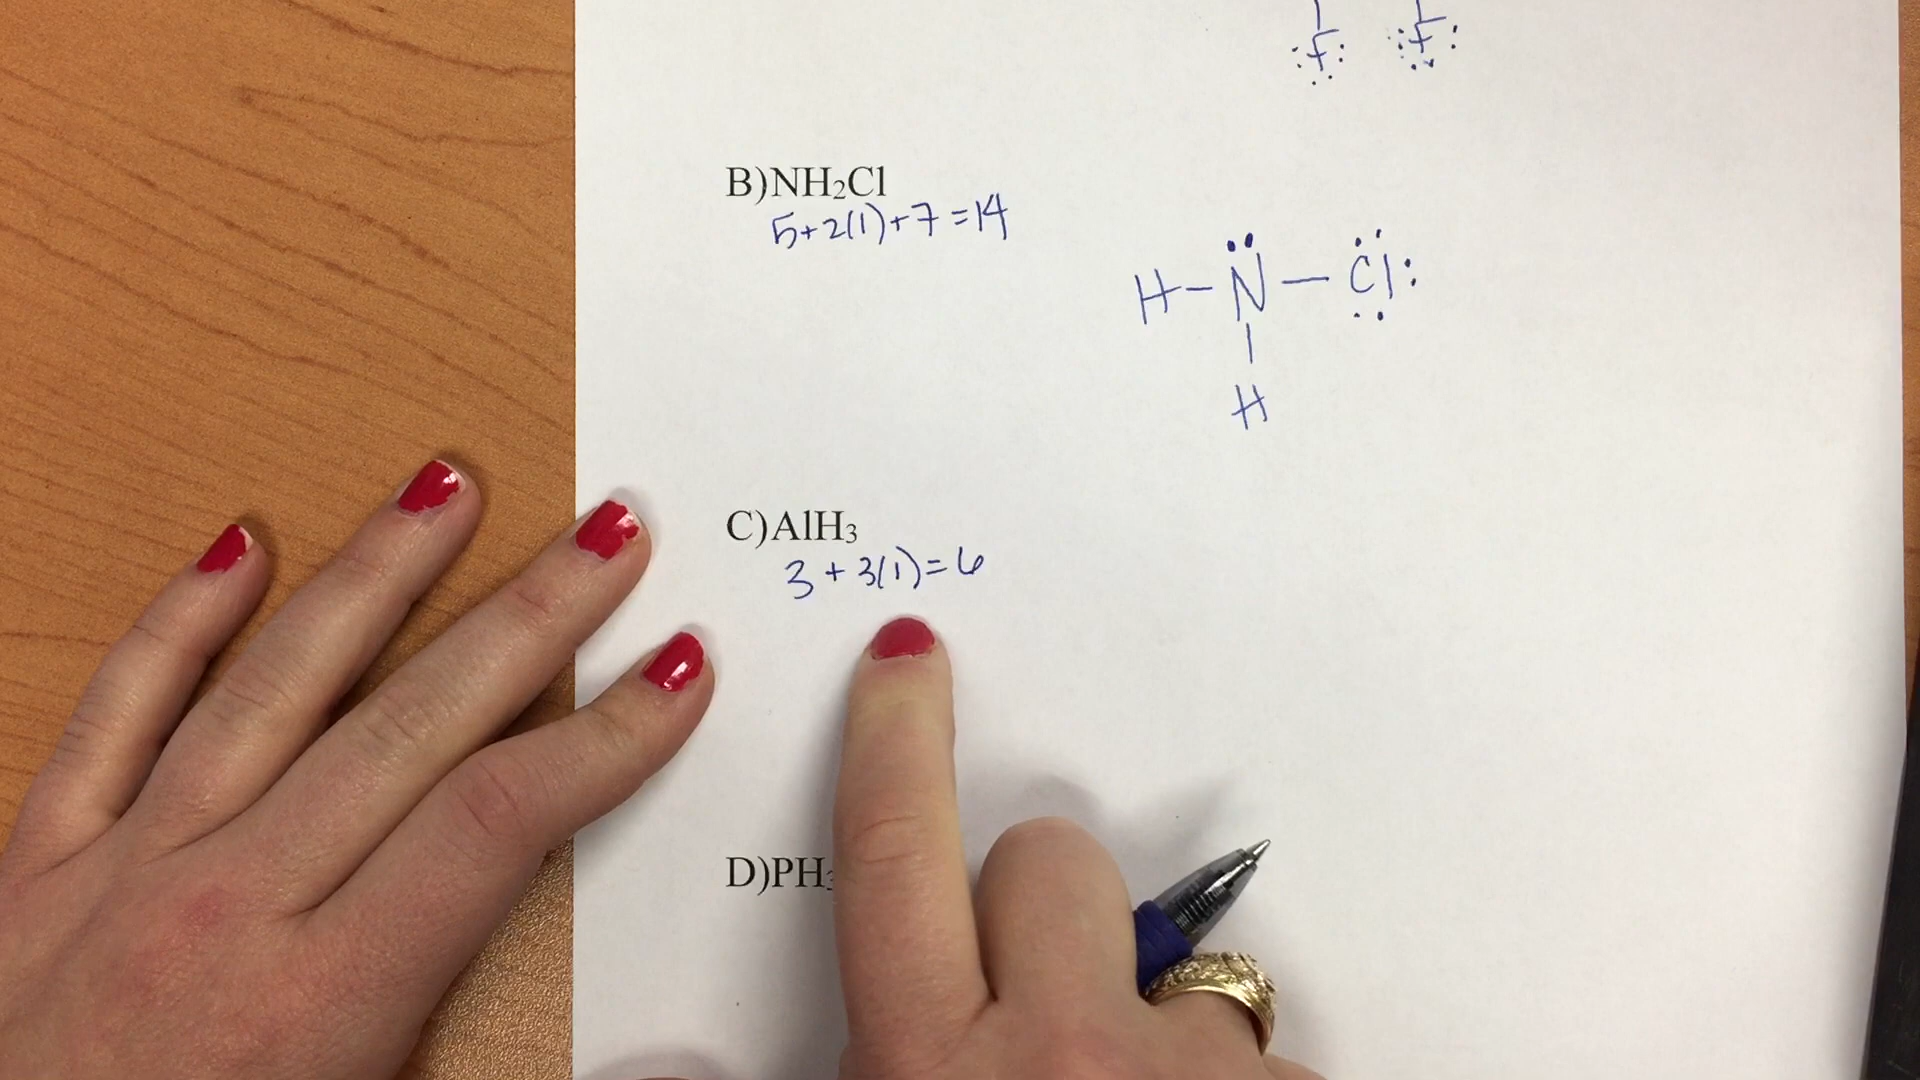 F F
B)NH₂Cl
5+2(1)+7=14
H–N–Cl
H
C)AlH₃
3+3(1)=6
D)PH₃